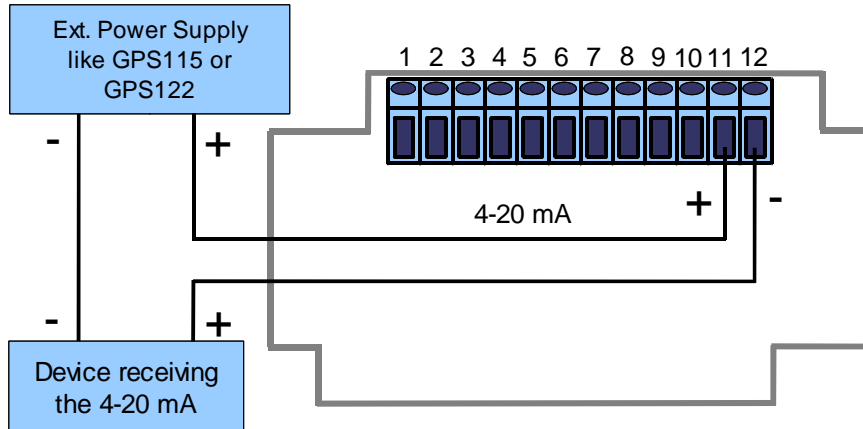 Ext. Power Supply
like GPS115 or
GPS122
1 2 3 4 5 6 7 8 9 10 11 12
- +
+ -
4-20 mA
- +
Device receiving
the 4-20 mA